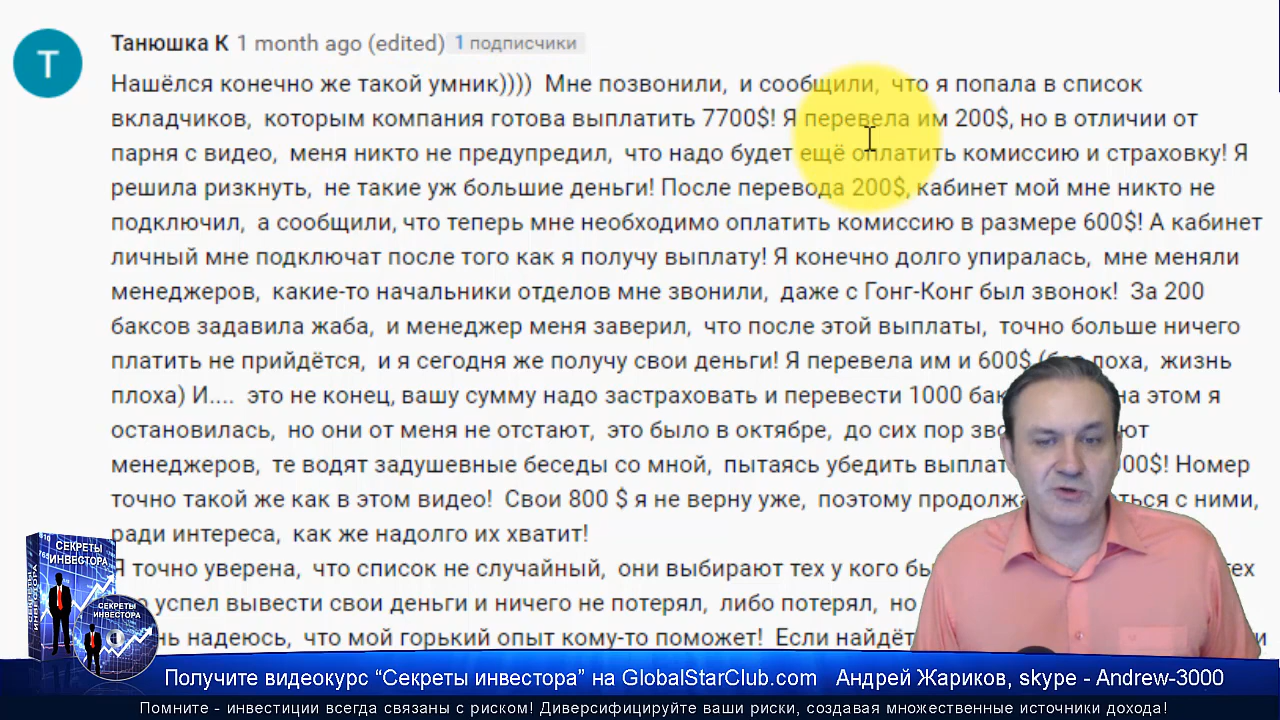 T
Танюшка К 1 month ago (edited) 1 подписчики
Нашёлся конечно же такой умник)))) Мне позвонили, и сообщили, что я попала в список
вкладчиков, которым компания готова выплатить 7700$! Я перевела им 200$, но в отличии от
парня с видео, меня никто не предупредил, что надо будет ещё оплатить комиссию и страховку! Я
решила ризкнуть, не такие уж большие деньги! После перевода 200$, кабинет мой мне никто не
подключил, а сообщили, что теперь мне необходимо оплатить комиссию в размере 600$! А кабинет
личный мне подключат после того как я получу выплату! Я конечно долго упиралась, мне меняли
менеджеров, какие-то начальники отделов мне звонили, даже с Гонг-Конг был звонок! За 200
баксов задавила жаба, и менеджер меня заверил, что после этой выплаты, точно больше ничего
платить не прийдётся, и я сегодня же получу свои деньги! Я перевела им и 600$ лоха, жизнь
плоха) И.... это не конец, вашу сумму надо застраховать и перевести 1000 на этом я
остановилась, но они от меня не отстают, это было в октябре, до сих пор
менеджеров, те водят задушевные беседы со мной, пытаясь убедить Номер
точно такой же как в этом видео! Свои 800 $ я не верну уже, поэтому с ними,
ради интереса, как же надолго их хватит!
Я точно уверена, что список не случайный, они выбирают тех у кого тех
успел вывести свои деньги и ничего не потерял, либо потерял, но
надеюсь, что мой горький опыт кому-то поможет! Если
СЕКРЕТЫ
ИНВЕСТОРА
СЕКРЕТЫ
ИНВЕСТОРА
СЕКРЕТЫ
ИНВЕСТОРА
Получите видеокурс “Секреты инвестора” на GlobalStarClub.com Андрей Жариков, skype - Andrew-3000
Помните - инвестиции всегда связаны с риском! Диверсифицируйте ваши риски, создавая множественные источники дохода!